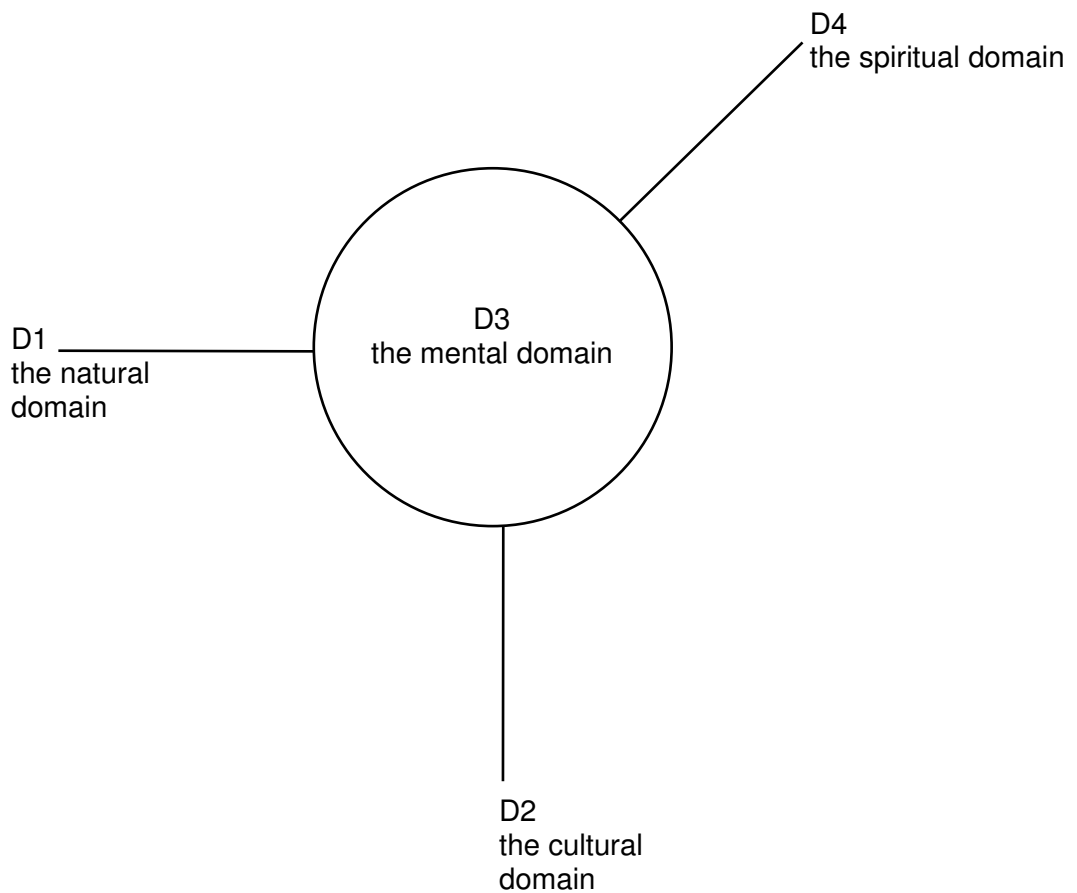 D4
the spiritual domain
D3
the mental domain
D1
the natural
domain
D2
the cultural
domain